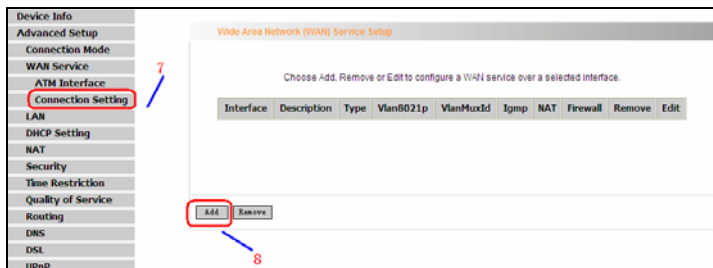 Device Info
Advanced Setup
Connection Mode
WAN Service
ATM Interface
Connection Setting
LAN
DHCP Setting
NAT
Security
Time Restriction
Quality of Service
Routing
DNS
DSL
UPnP
7
Wide Area Network (WAN) Service Setup
Choose Add, Remove or Edit to configure a WAN service over a selected interface.
Interface Description Type Vlan8021p VlanMuxId Igmp NAT Firewall Remove Edit
Add Remove
8